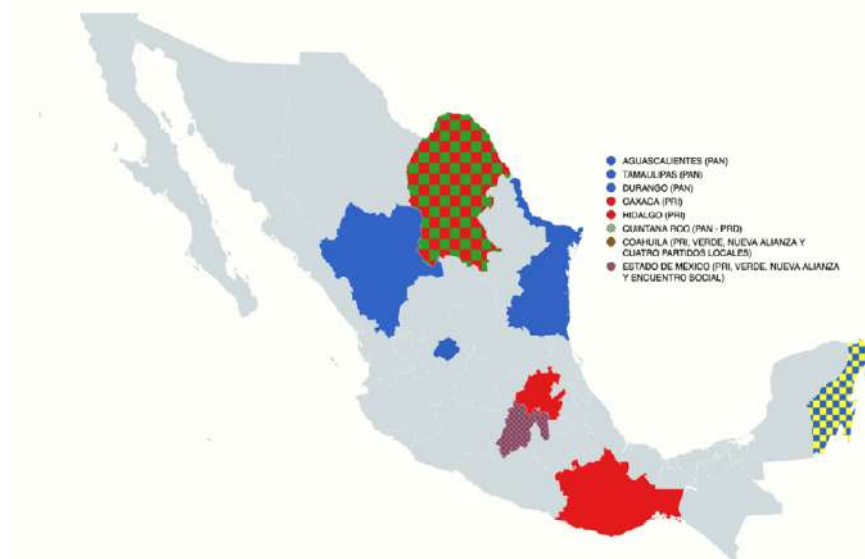 AGUASCALIENTES (PAN)
TAMAULIPAS (PAN)
DURANGO (PAN)
OAXACA (PRI)
HIDALGO (PRI)
QUINTANA ROO (PAN - PRD)
COAHUILA (PRI, VERDE, NUEVA ALIANZA Y
CUATRO PARTIDOS LOCALES)
ESTADO DE MÉXICO (PRI, VERDE, NUEVA ALIANZA
Y ENCUENTRO SOCIAL)